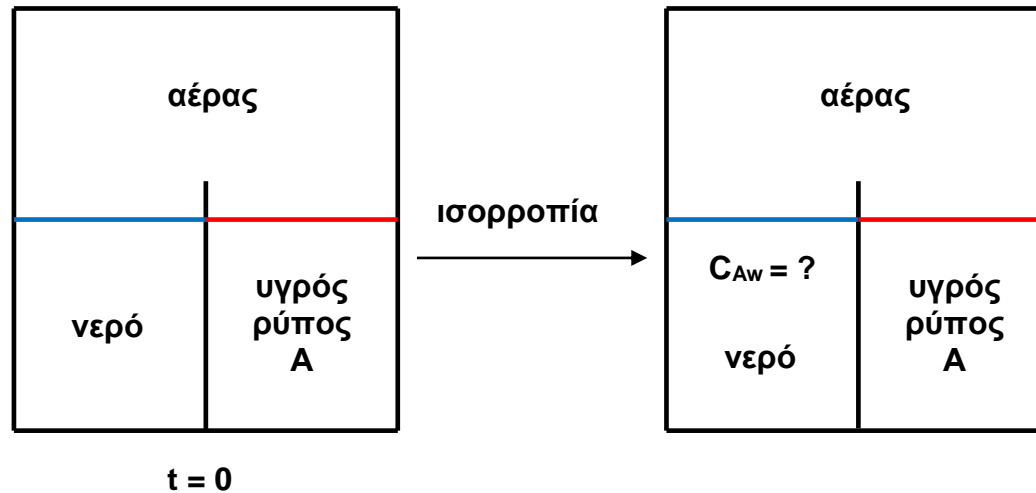 αέρας
νερό
υγρός
ρύπος
Α
t = 0
ισορροπία
αέρας
CAw = ?
νερό
υγρός
ρύπος
Α